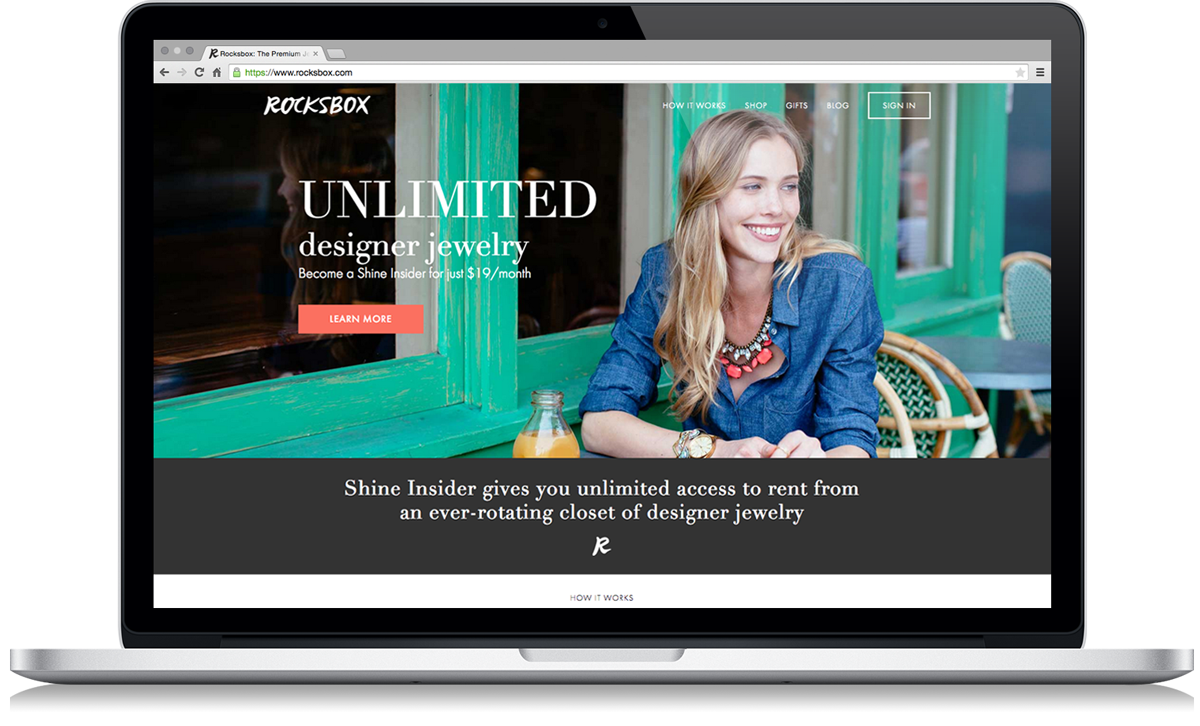 Rocksbox: The Premium J
https://www.rocksbox.com
ROCKSBOX
HOW IT WORKS
SHOP
GIFTS
BLOG
SIGN IN
UNLIMITED
designer jewelry
Become a Shine Insider for just $19/month
LEARN MORE
Shine Insider gives you unlimited access to rent from
an ever-rotating closet of designer jewelry
R
HOW IT WORKS